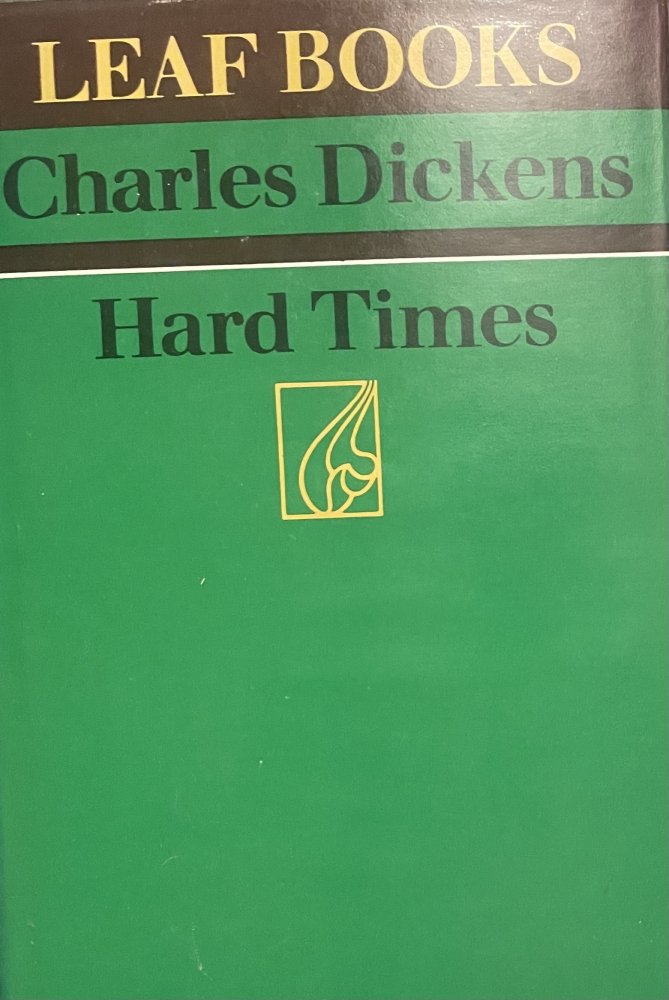 LEAF BOOKS
Charles Dickens
Hard Times